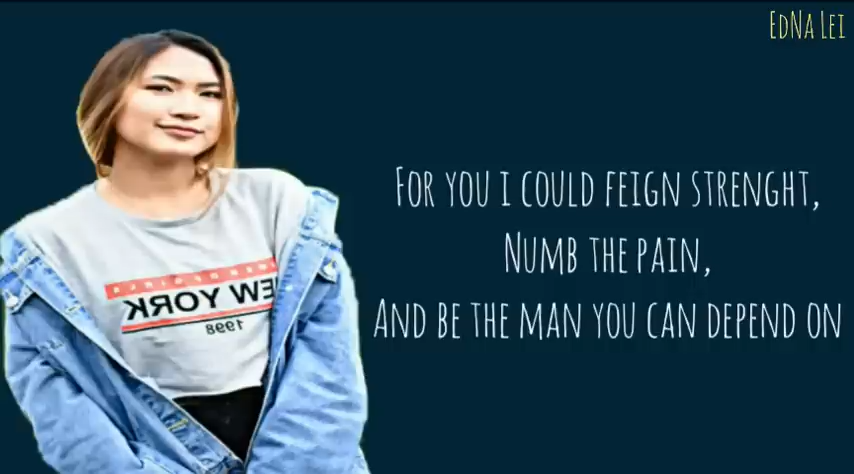 EDNA LEI
FOR YOU I COULD FEIGN STRENGHT,
NUMB THE PAIN,
AND BE THE MAN YOU CAN DEPEND ON
NEW YORK
1998